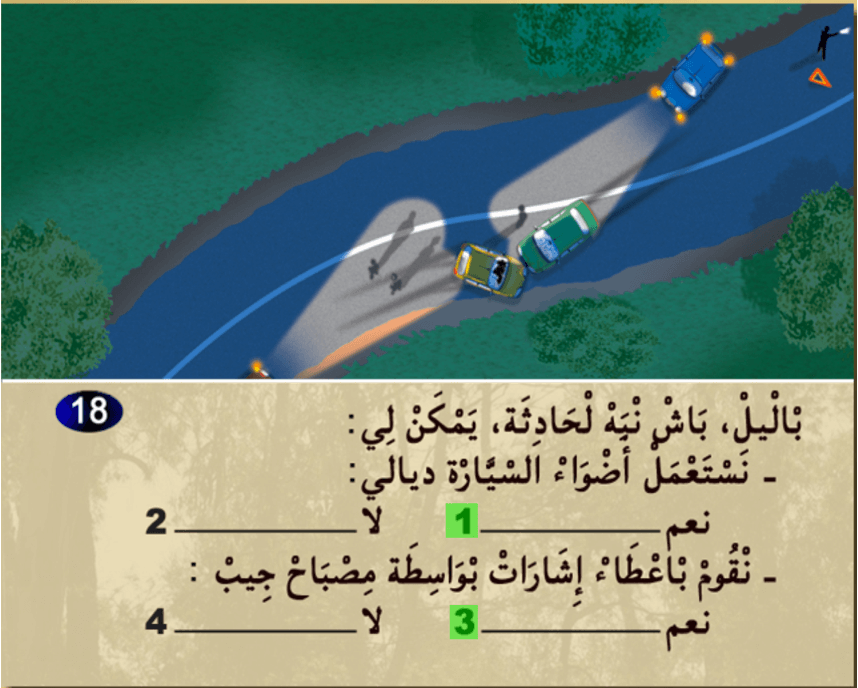 18
بْالْلِيلْ، بَاشْ نْبَهْ لْحَادِثَة، يَمْكَنْ لِي:
- نَسْتَعْمَلْ أَضْوَاءْ السْيَّارَة ديالي:
نعم 1 لا 2
- نْقُومْ بْاعْطَاءْ إِشَارَاتْ بْوَاسِطَة مِصْبَاحْ جِيبْ :
نعم 3 لا 4